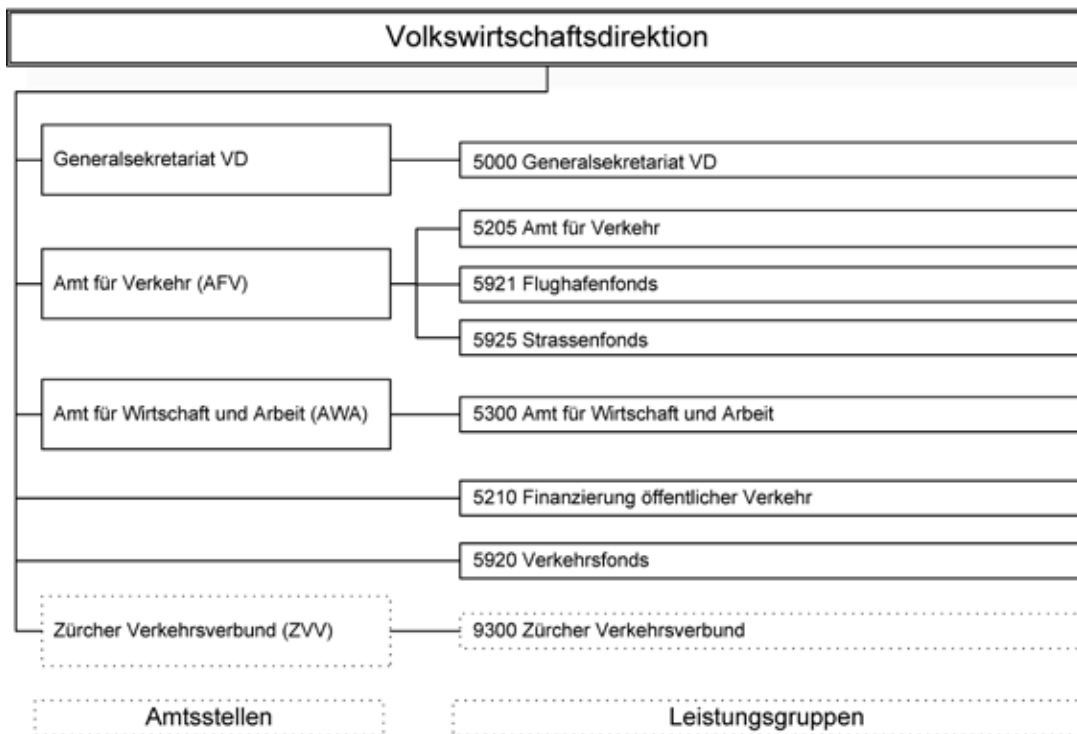 Volkswirtschaftsdirektion
Generalsekretariat VD
5000 Generalsekretariat VD
5205 Amt für Verkehr
Amt für Verkehr (AFV)
5921 Flughafenfonds
5925 Strassenfonds
Amt für Wirtschaft und Arbeit (AWA)
5300 Amt für Wirtschaft und Arbeit
5210 Finanzierung öffentlicher Verkehr
5920 Verkehrsfonds
Zürcher Verkehrsverbund (ZVV)
9300 Zürcher Verkehrsverbund
Amtsstellen
Leistungsgruppen